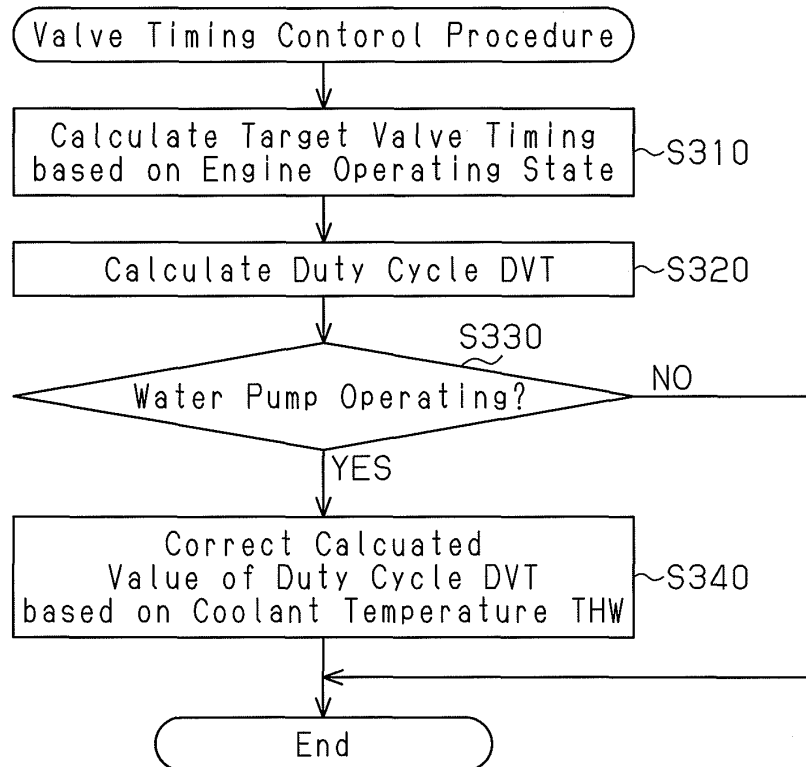 Valve Timing Contorol Procedure
Calculate Target Valve Timing
based on Engine Operating State
S310
Calculate Duty Cycle DVT
S320
S330
Water Pump Operating?
NO
YES
Correct Calcuated
Value of Duty Cycle DVT
based on Coolant Temperature THW
S340
End